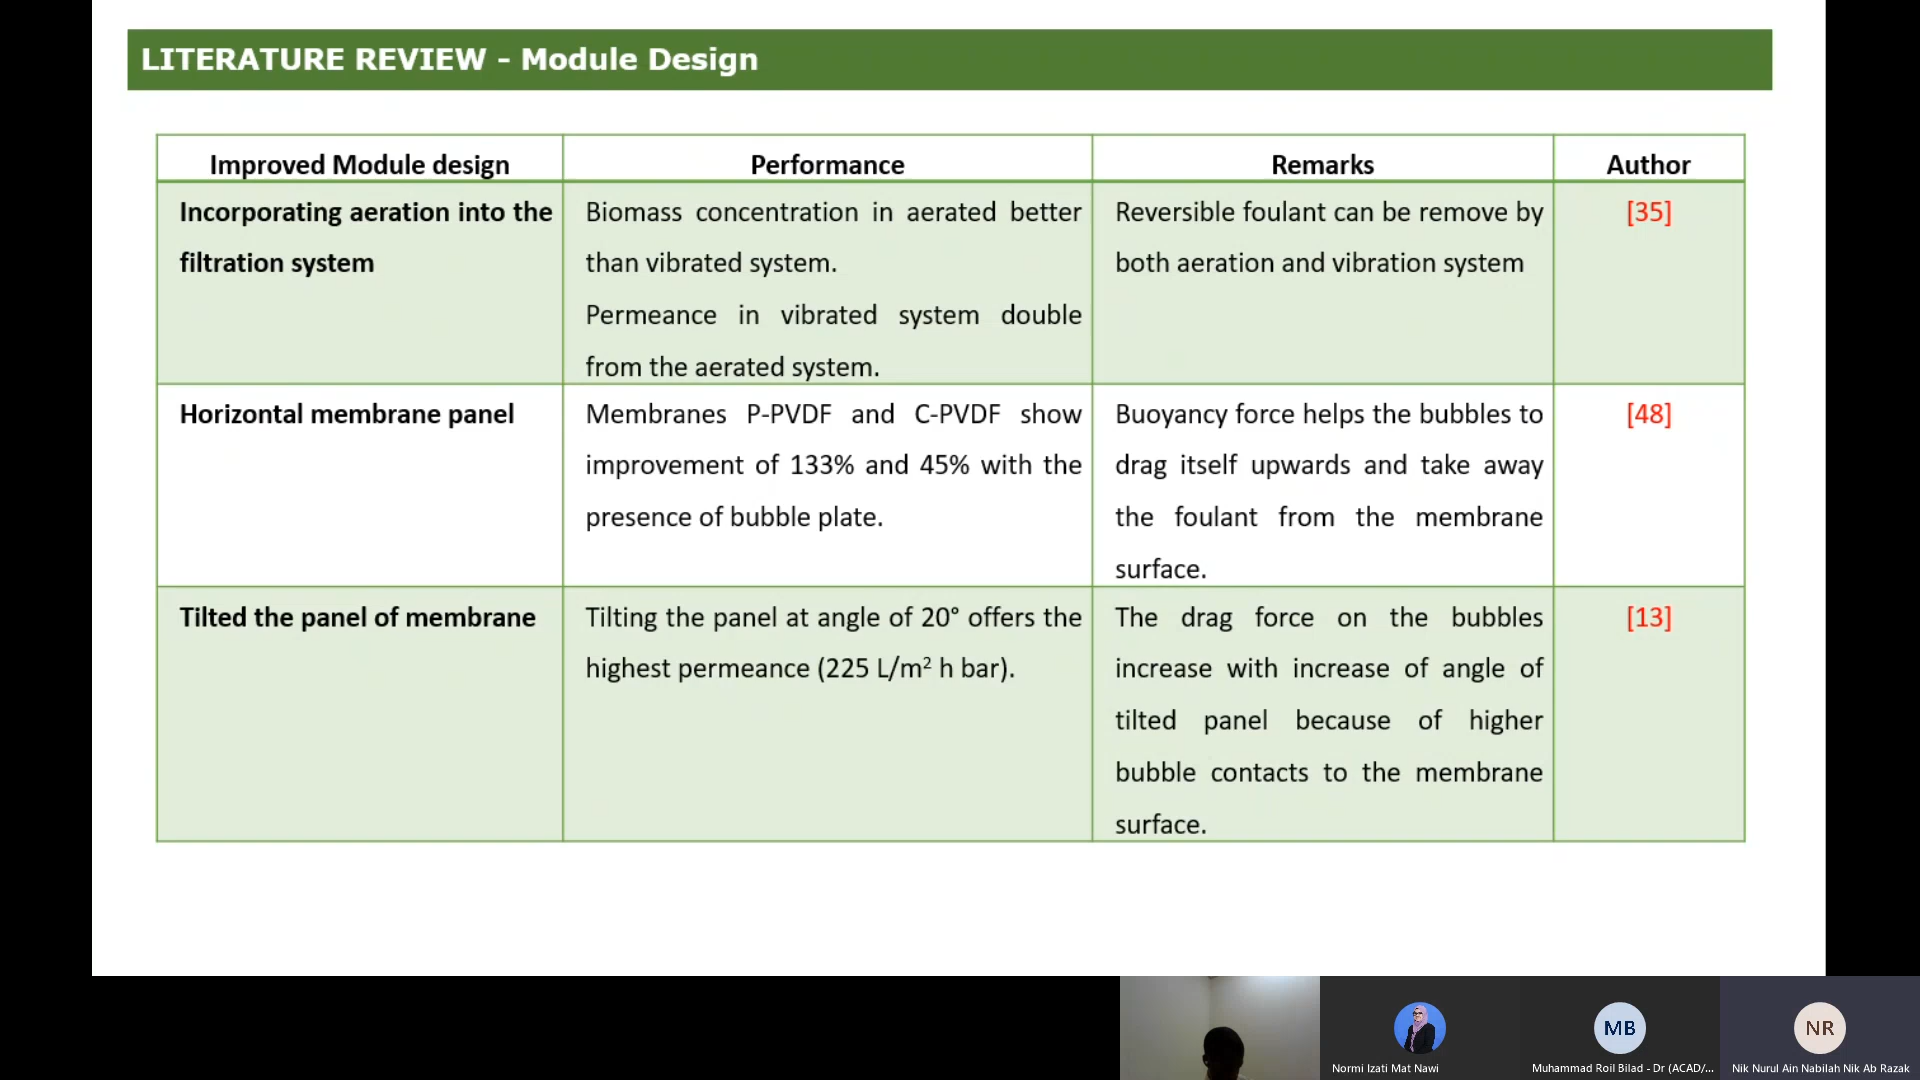 LITERATURE REVIEW - Module Design
Improved Module design Performance Remarks Author
Incorporating aeration into the
filtration system
Biomass concentration in aerated better
than vibrated system.
Permeance in vibrated system double
from the aerated system.
Reversible foulant can be remove by
both aeration and vibration system
[35]
Horizontal membrane panel
Membranes P-PVDF and C-PVDF show
improvement of 133% and 45% with the
presence of bubble plate.
Buoyancy force helps the bubbles to
drag itself upwards and take away
the foulant from the membrane
surface.
[48]
Tilted the panel of membrane
Tilting the panel at angle of 20° offers the
highest permeance (225 L/m² h bar).
The drag force on the bubbles
increase with increase of angle of
tilted panel because of higher
bubble contacts to the membrane
surface.
[13]
MB
NR
Normi Izati Mat Nawi
Muhammad Roil Bilad - Dr (ACAD/...
Nik Nurul Ain Nabilah Nik Ab Razak